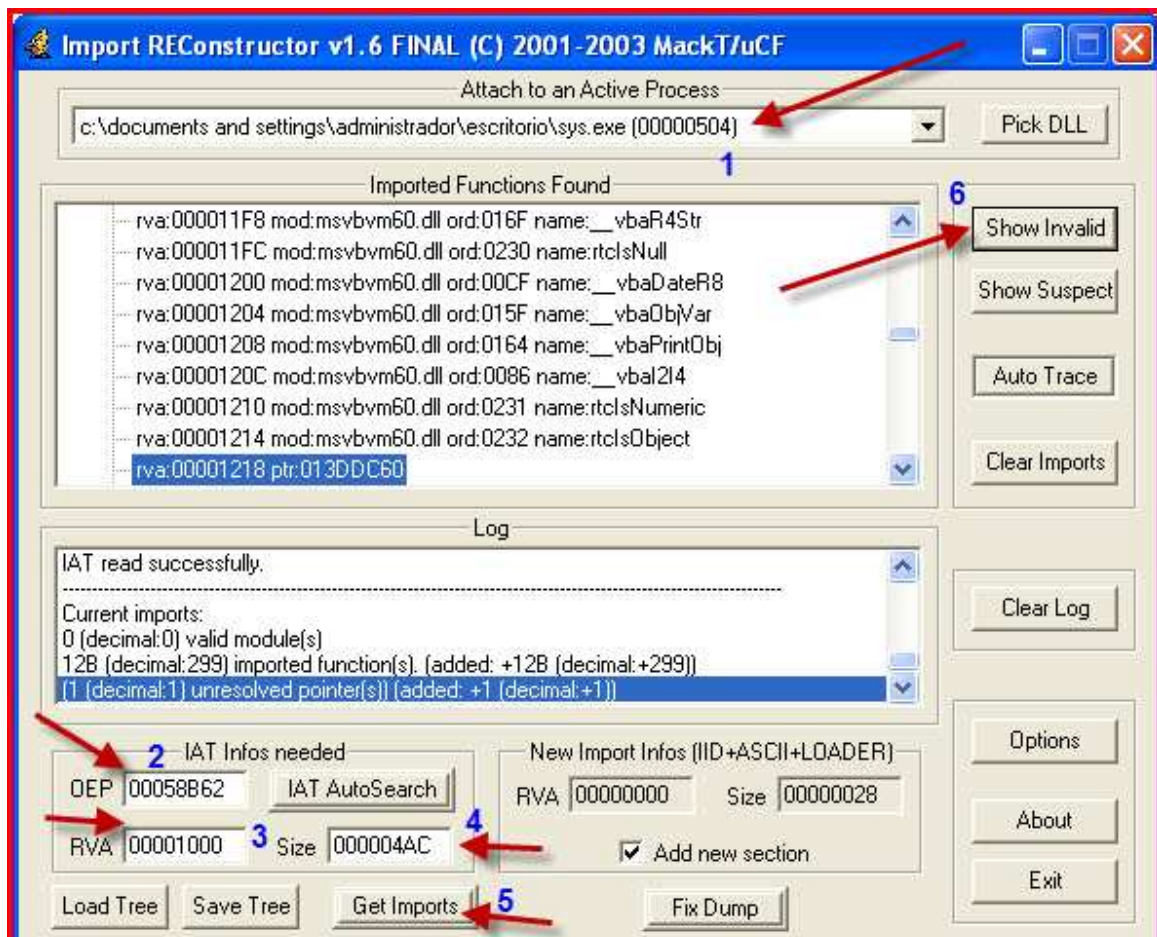 Import REConstructor v1.6 FINAL (C) 2001-2003 MackT/uCF
Attach to an Active Process
c:\documents and settings\administrador\escritorio\sys.exe (00000504)
Pick DLL
1
Imported Functions Found
6
rva:000011F8 mod:msvbvm60.dll ord:016F name:__vbaR4Str
rva:000011FC mod:msvbvm60.dll ord:0230 name:rtcIsNull
rva:00001200 mod:msvbvm60.dll ord:00CF name:__vbaDateR8
rva:00001204 mod:msvbvm60.dll ord:015F name:__vbaObjVar
rva:00001208 mod:msvbvm60.dll ord:0164 name:__vbaPrintObj
rva:0000120C mod:msvbvm60.dll ord:0086 name:__vbaI2I4
rva:00001210 mod:msvbvm60.dll ord:0231 name:rtcIsNumeric
rva:00001214 mod:msvbvm60.dll ord:0232 name:rtcIsObject
rva:00001218 ptr:013DDC60
Show Invalid
Show Suspect
Auto Trace
Clear Imports
Log
IAT read successfully.
-----------------------------------------------------------------------------------------------
Current imports:
0 (decimal:0) valid module(s)
12B (decimal:299) imported function(s). (added: +12B (decimal:+299))
(1 (decimal:1) unresolved pointer(s)) (added: +1 (decimal:+1))
Clear Log
2 IAT Infos needed
OEP 00058B62 IAT AutoSearch
RVA 00001000 3 Size 000004AC 4
New Import Infos (IID+ASCII+LOADER)
RVA 00000000 Size 00000028
Add new section
Options
About
Exit
Load Tree Save Tree Get Imports 5 Fix Dump